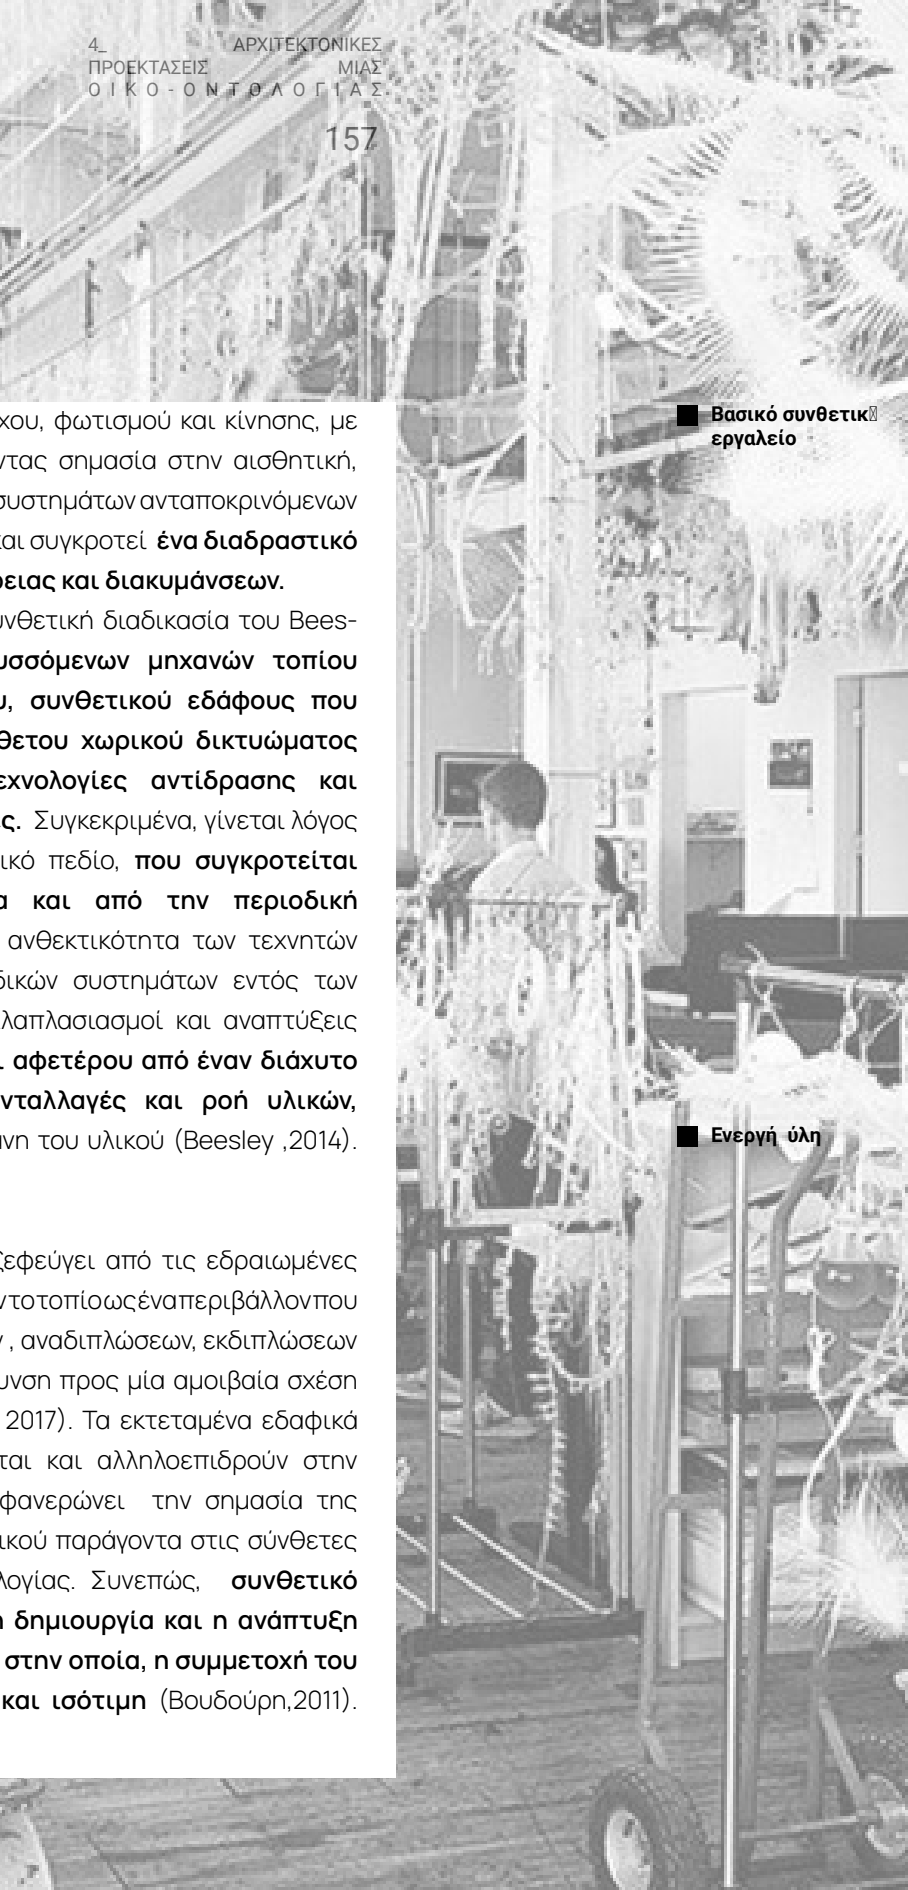 4_ ΑΡΧΙΤΕΚΤΟΝΙΚΕΣ
ΠΡΟΕΚΤΑΣΕΙΣ ΜΙΑΣ
ΟΙΚΟ-ΟΝΤΟΛΟΓΙΑΣ
157
χου, φωτισμού και κίνησης, με
ντας σημασία στην αισθητική,
συστημάτων ανταποκρινόμενων
και συγκροτεί ένα διαδραστικό
ρειας και διακυμάνσεων.
υνθετική διαδικασία του Bees-
υσσόμενων μηχανών τοπίου
υ, συνθετικού εδάφους που
θετου χωρικού δικτυώματος
εχνολογίες αντίδρασης και
ς. Συγκεκριμένα, γίνεται λόγος
ικό πεδίο, που συγκροτείται
α και από την περιοδική
ανθεκτικότητα των τεχνητών
δικών συστημάτων εντός των
λαπλασιασμοί και αναπτύξεις
ι αφετέρου από έναν διάχυτο
νταλλαγές και ροή υλικών,
άνη του υλικού (Beesley ,2014).
ξεφεύγει από τις εδραιωμένες
ντοτοπίοωςέναπεριβάλλονπου
ν , αναδιπλώσεων, εκδιπλώσεων
υνση προς μία αμοιβαία σχέση
2017). Τα εκτεταμένα εδαφικά
ται και αλληλοεπιδρούν στην
φανερώνει την σημασία της
ικού παράγοντα στις σύνθετες
λογίας. Συνεπώς, συνθετικό
η δημιουργία και η ανάπτυξη
στην οποία, η συμμετοχή του
και ισότιμη (Βουδούρη,2011).
Βασικό συνθετικ
εργαλείο
Ενεργή ύλη